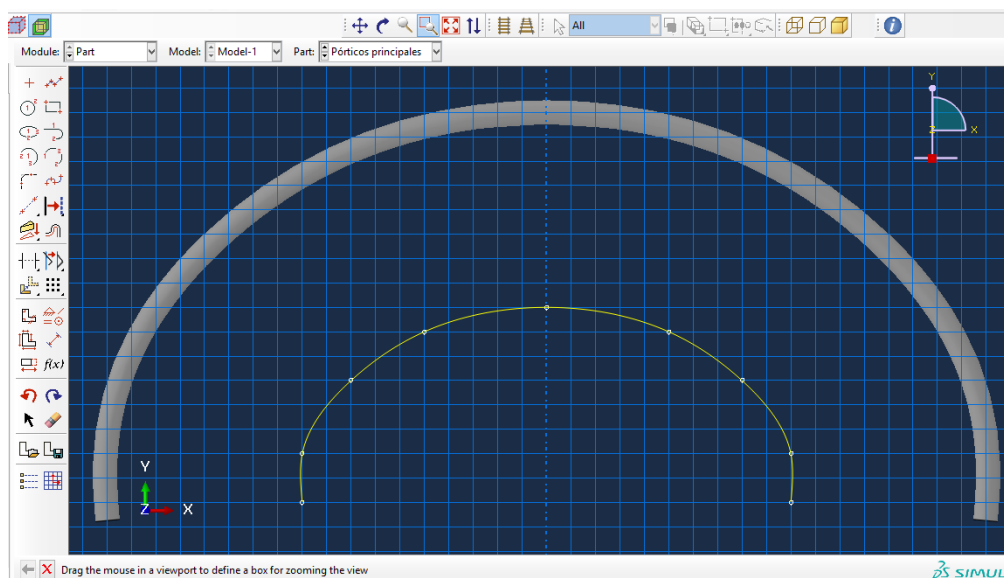 All
Module: Part Model: Model-1 Part: Pórticos principales
f(x)
Y
X
Z
Y
Z X
Drag the mouse in a viewport to define a box for zooming the view
SIMUL